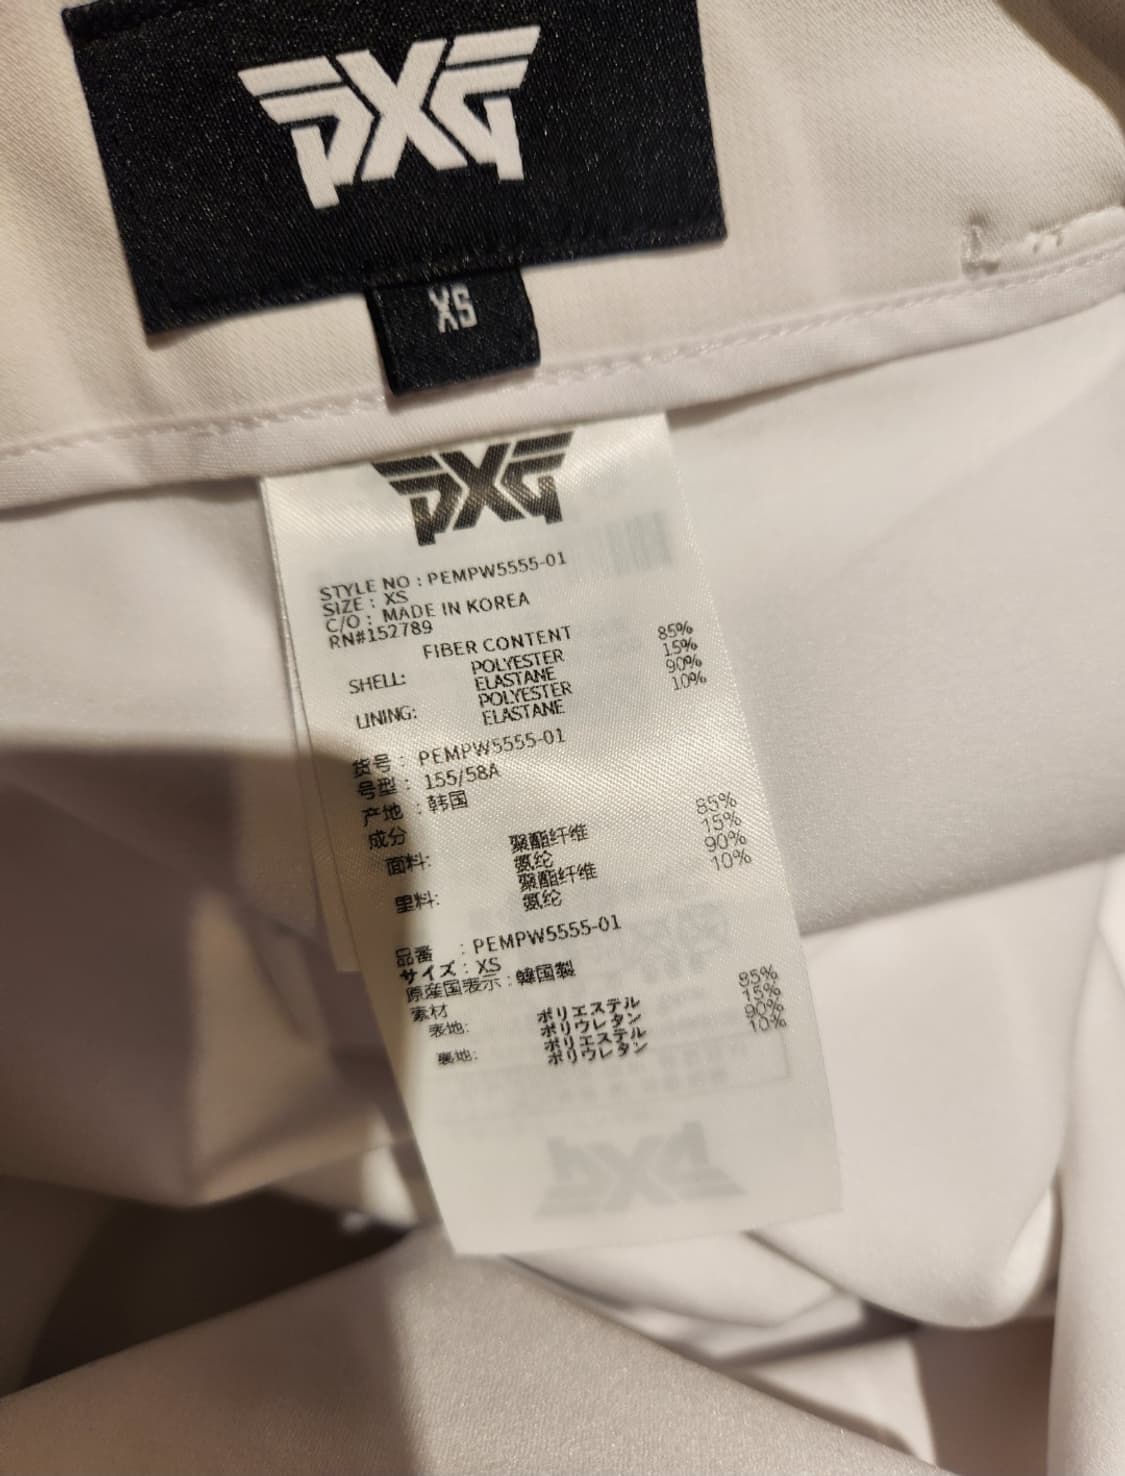 PXG
XS
PXG
STYLE NO : PEMPW5555-01
SIZE : XS
C/O : MADE IN KOREA
RN#152789
FIBER CONTENT
SHELL: POLYESTER 85%
ELASTANE 15%
LINING: POLYESTER 90%
ELASTANE 10%
货号 : PEMPW5555-01
号型 : 155/58A
产地 : 韩国
成分
面料: 聚酯纤维 85%
氨纶 15%
里料: 聚酯纤维 90%
氨纶 10%
品番 : PEMPW5555-01
サイズ : XS
原産国表示 : 韓国製
素材
表地: ポリエステル 85%
ポリウレタン 15%
裏地: ポリエステル 90%
ポリウレタン 10%